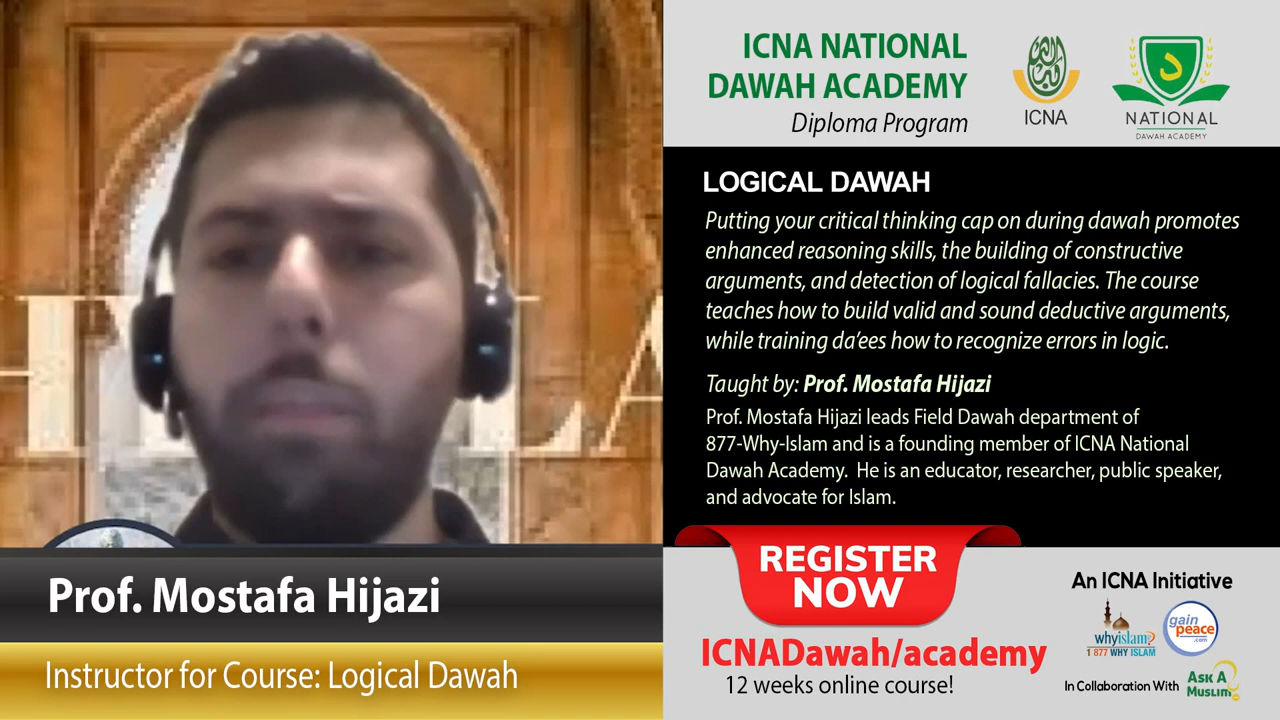 ICNA NATIONAL
DAWAH ACADEMY
Diploma Program
ICNA
NATIONAL
DAWAH ACADEMY
LOGICAL DAWAH
Putting your critical thinking cap on during dawah promotes
enhanced reasoning skills, the building of constructive
arguments, and detection of logical fallacies. The course
teaches how to build valid and sound deductive arguments,
while training da’ees how to recognize errors in logic.
Taught by: Prof. Mostafa Hijazi
Prof. Mostafa Hijazi leads Field Dawah department of
877-Why-Islam and is a founding member of ICNA National
Dawah Academy. He is an educator, researcher, public speaker,
and advocate for Islam.
Prof. Mostafa Hijazi
Instructor for Course: Logical Dawah
REGISTER
NOW
ICNADawah/academy
12 weeks online course!
An ICNA Initiative
whyislam?
1 877 WHY ISLAM
gain
peace
.com
In Collaboration With
ASK A
MUSLIM